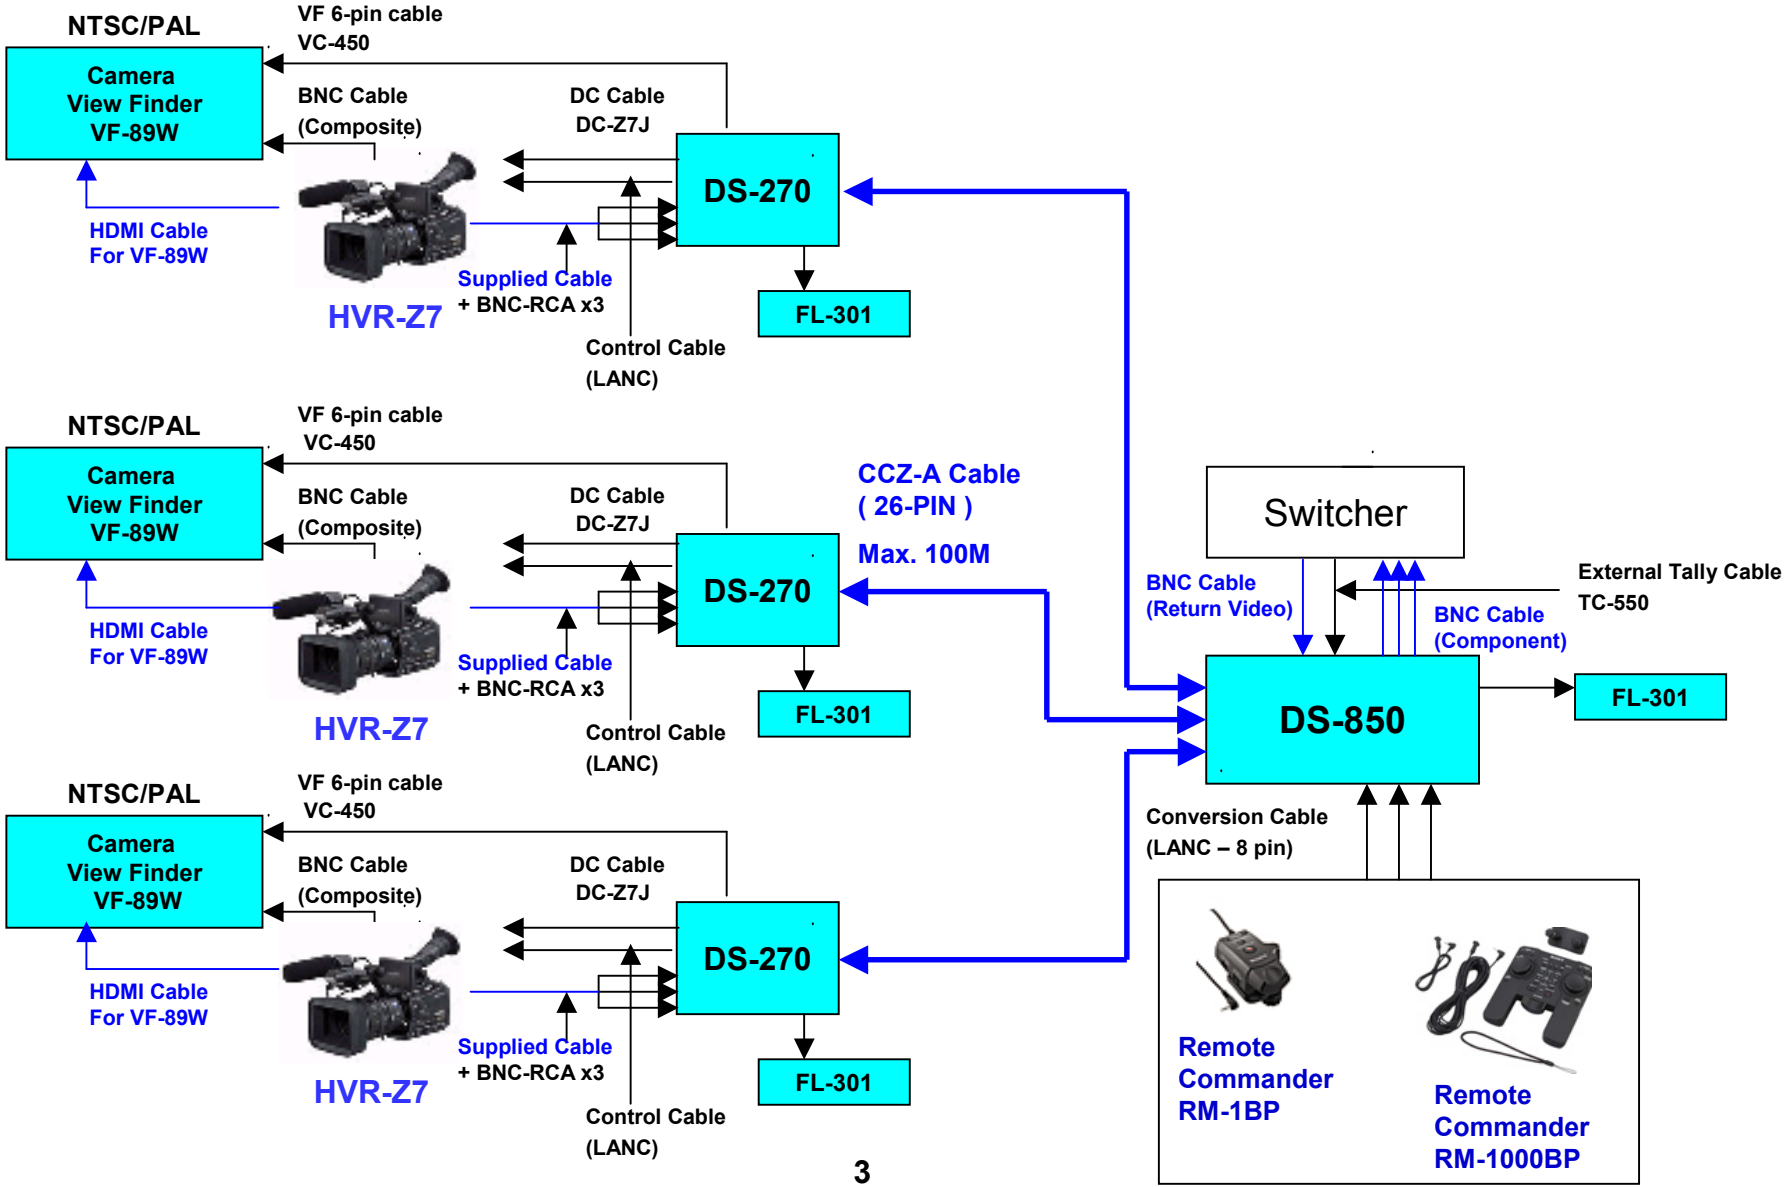 NTSC/PAL
VF 6-pin cable
VC-450
Camera
View Finder
VF-89W
BNC Cable
(Composite)
DC Cable
DC-Z7J
DS-270
HDMI Cable
For VF-89W
Supplied Cable
+ BNC-RCA x3
HVR-Z7
FL-301
Control Cable
(LANC)
NTSC/PAL
VF 6-pin cable
VC-450
Camera
View Finder
VF-89W
BNC Cable
(Composite)
DC Cable
DC-Z7J
DS-270
HDMI Cable
For VF-89W
Supplied Cable
+ BNC-RCA x3
HVR-Z7
FL-301
Control Cable
(LANC)
NTSC/PAL
VF 6-pin cable
VC-450
Camera
View Finder
VF-89W
BNC Cable
(Composite)
DC Cable
DC-Z7J
DS-270
HDMI Cable
For VF-89W
Supplied Cable
+ BNC-RCA x3
HVR-Z7
FL-301
Control Cable
(LANC)
CCZ-A Cable
( 26-PIN )
Max. 100M
Switcher
BNC Cable
(Return Video)
External Tally Cable
TC-550
BNC Cable
(Component)
DS-850
FL-301
Conversion Cable
(LANC – 8 pin)
Remote
Commander
RM-1BP
Remote
Commander
RM-1000BP
3